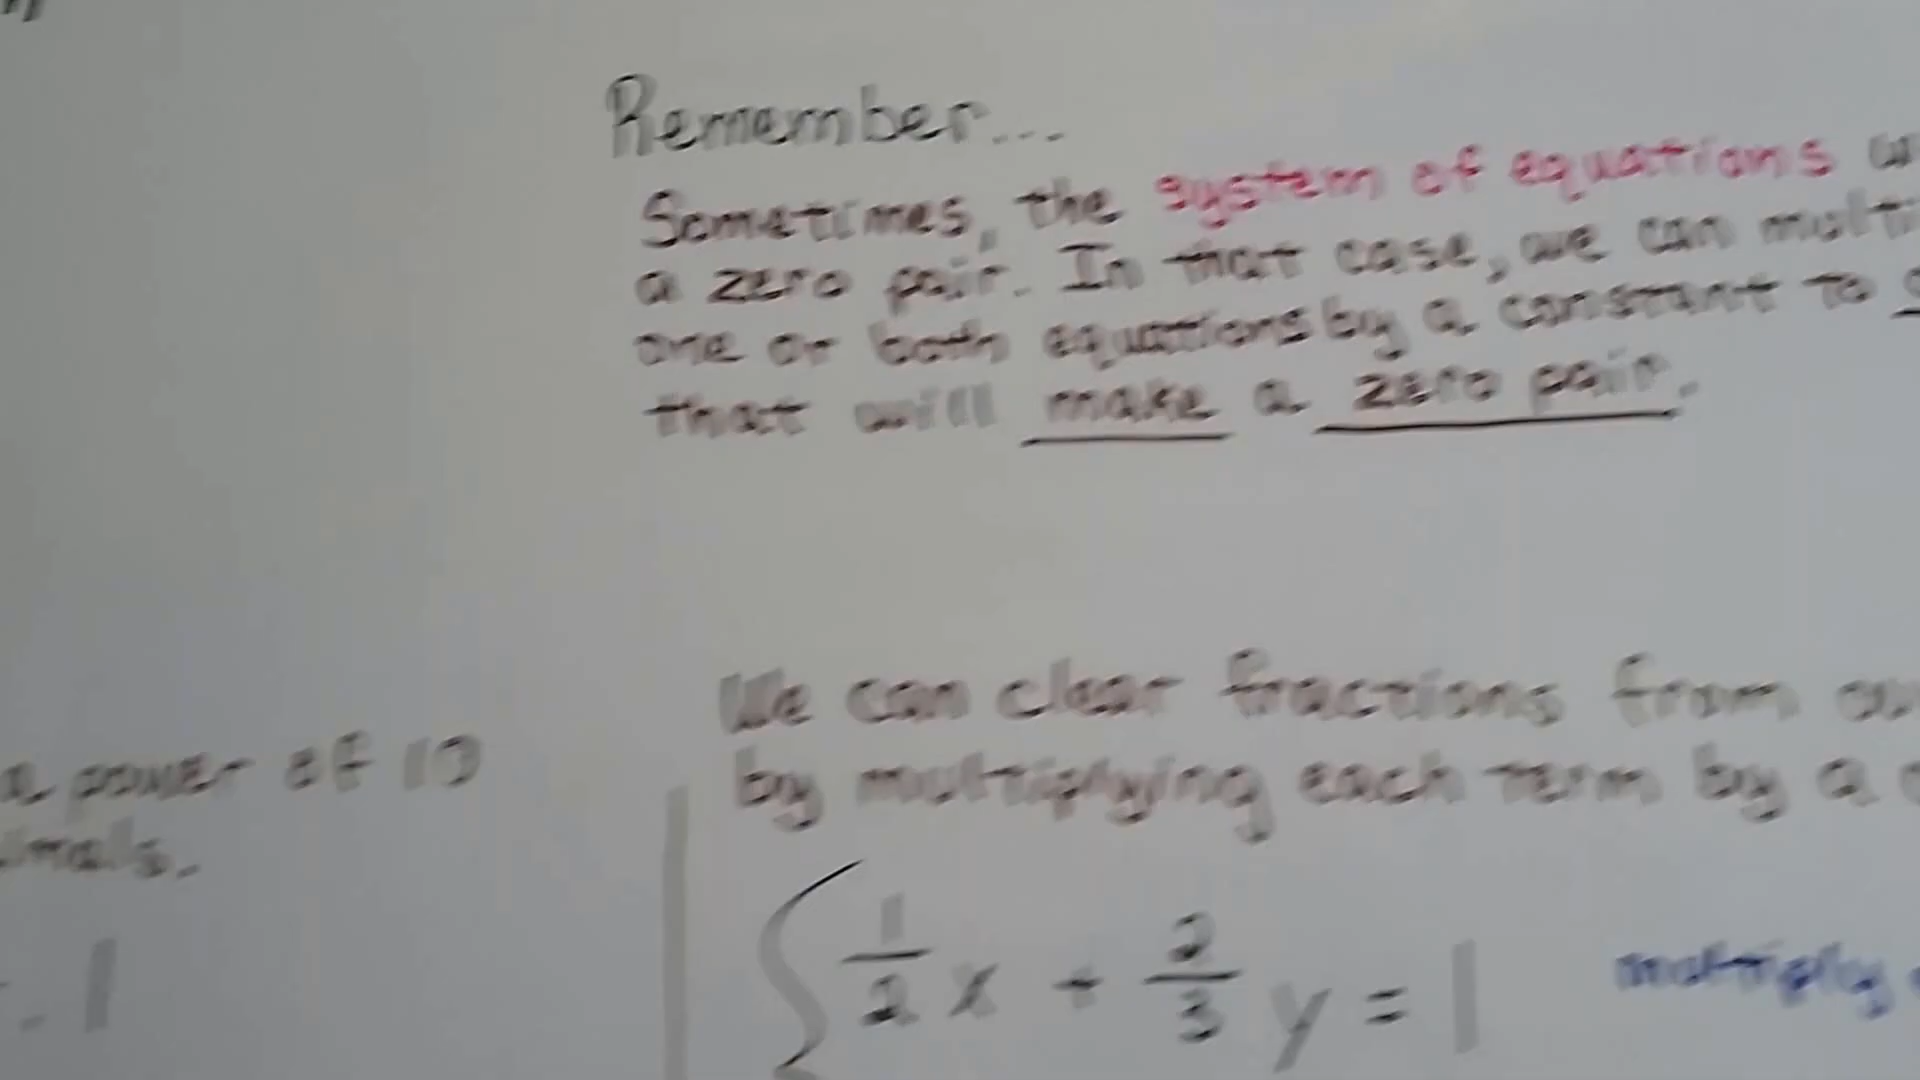 Remember...
Sometimes, the system of equations
a zero pair. In that case, we can
one or both equations by a constant to
that will make a zero pair.
We can clear fractions from
by multiplying each term by a
a power of 10
1/2 x + 2/3 y = 1
multiply
1